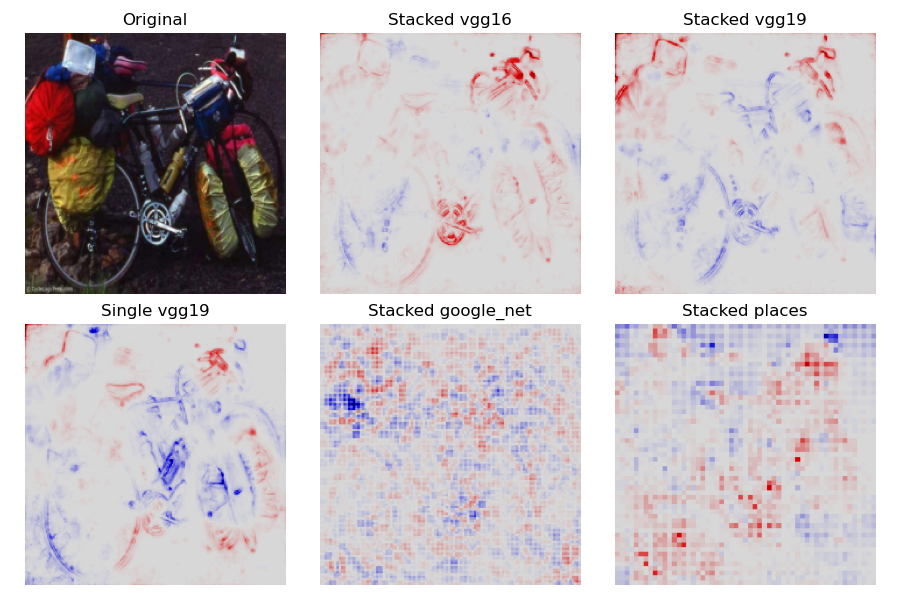 Original
Stacked vgg16
Stacked vgg19
Single vgg19
Stacked google_net
Stacked places